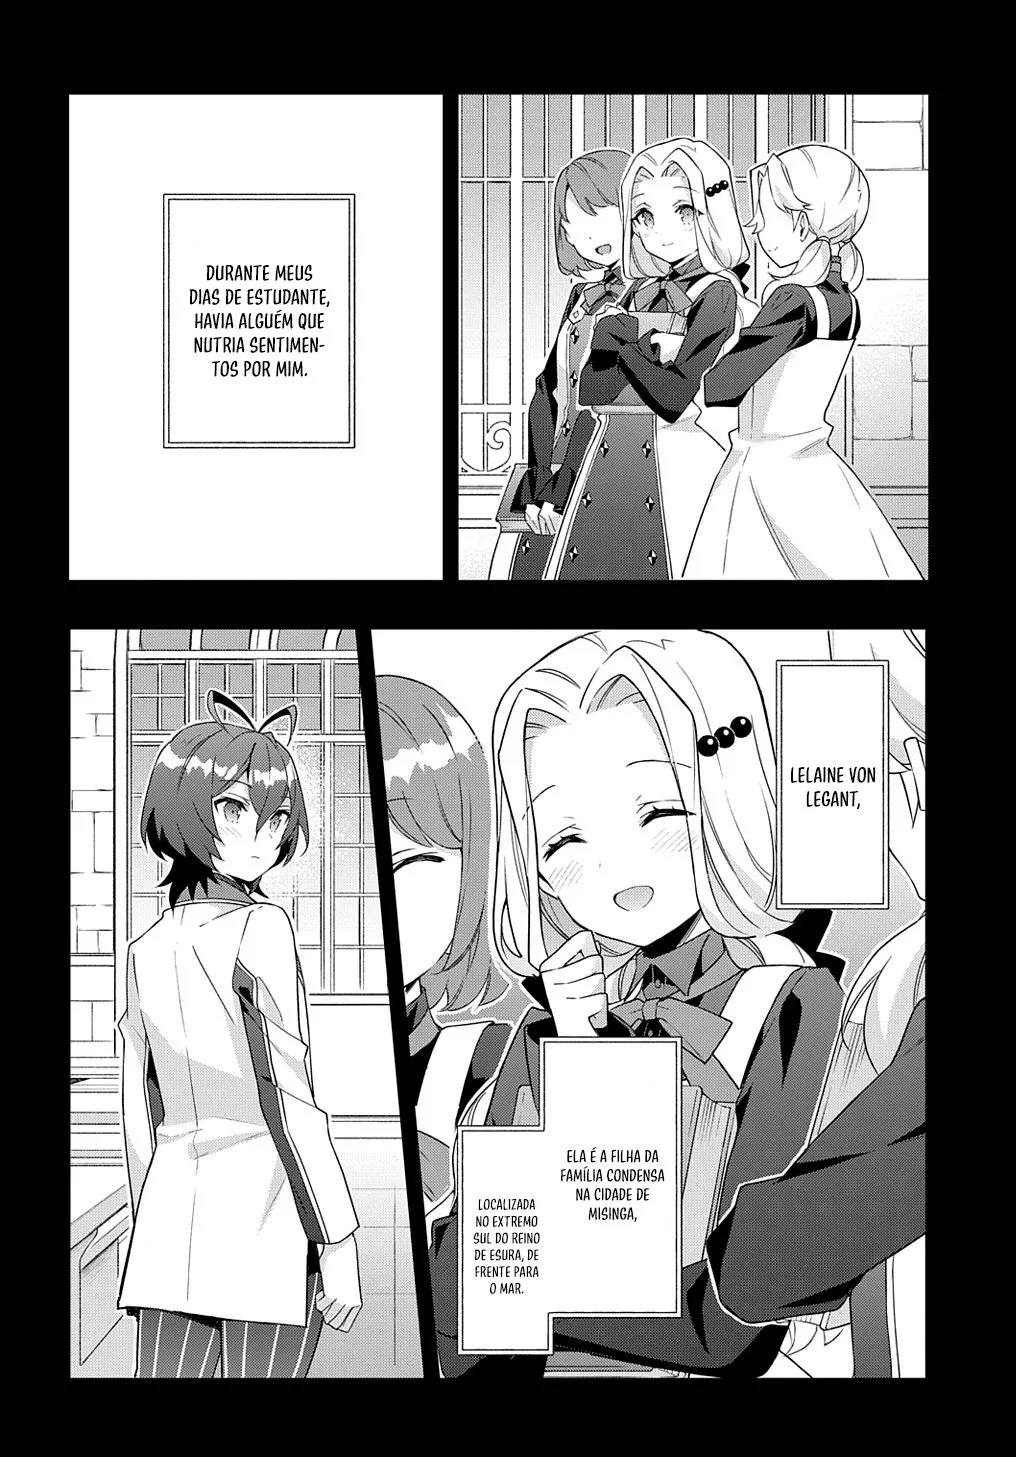 DURANTE MEUS
DIAS DE ESTUDANTE,
HAVIA ALGUÉM QUE
NUTRIA SENTIMEN-
TOS POR MIM.
LELAINE VON
LEGANT,
ELA É A FILHA DA
FAMÍLIA CONDENSA
NA CIDADE DE
MISINGA,
LOCALIZADA
NO EXTREMO
SUL DO REINO
DE ESURA, DE
FRENTE PARA
O MAR.